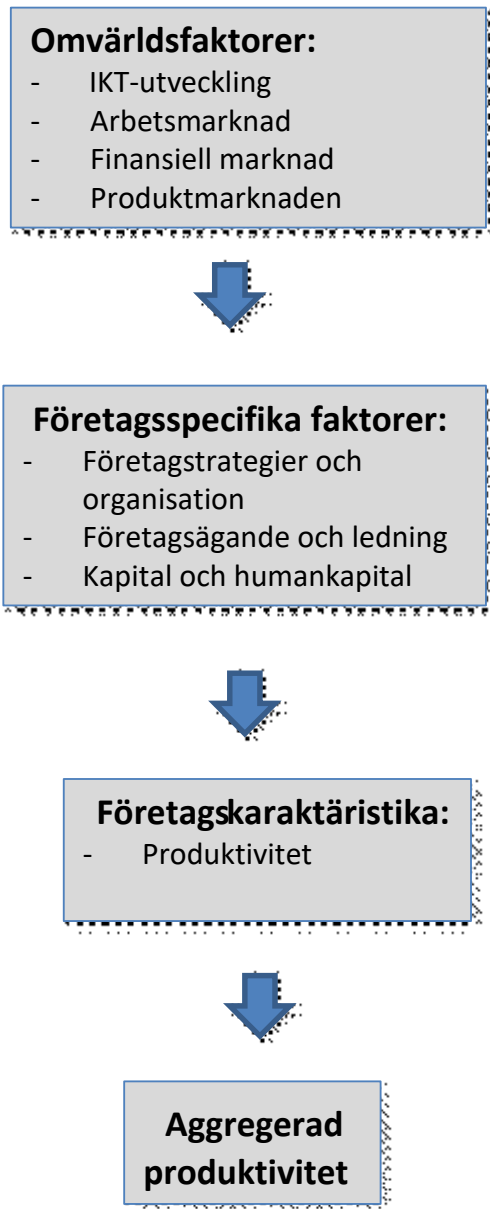 Omvärldsfaktorer:
- IKT-utveckling
- Arbetsmarknad
- Finansiell marknad
- Produktmarknaden
Företagsspecifika faktorer:
- Företagstrategier och
organisation
- Företagsägande och ledning
- Kapital och humankapital
Företagskaraktäristika:
- Produktivitet
Aggregerad
produktivitet